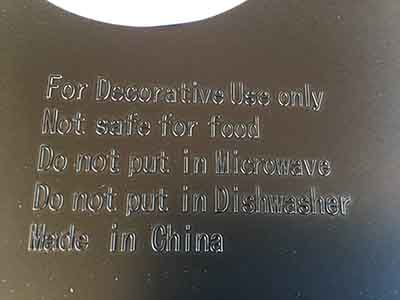 For Decorative Use only
Not safe for food
Do not put in Microwave
Do not put in Dishwasher
Made in China